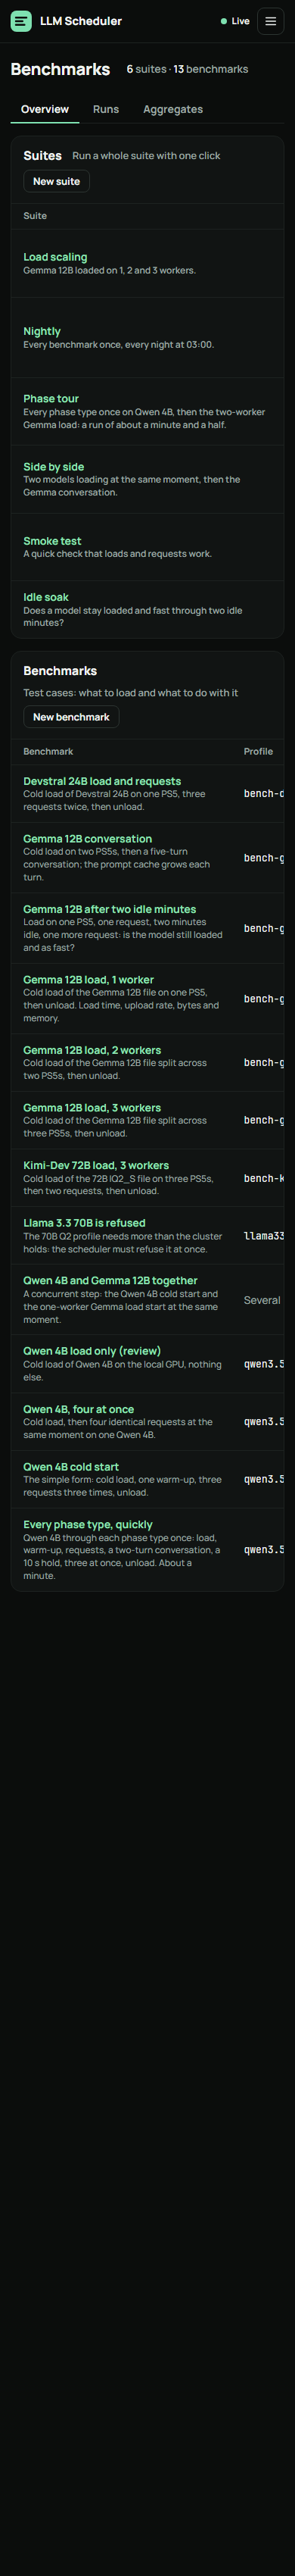 LLM Scheduler
Live
Benchmarks
6 suites · 13 benchmarks
Overview
Runs
Aggregates
Suites
Run a whole suite with one click
New suite
Suite
Load scaling
Gemma 12B loaded on 1, 2 and 3 workers.
Nightly
Every benchmark once, every night at 03:00.
Phase tour
Every phase type once on Qwen 4B, then the two-worker
Gemma load: a run of about a minute and a half.
Side by side
Two models loading at the same moment, then the
Gemma conversation.
Smoke test
A quick check that loads and requests work.
Idle soak
Does a model stay loaded and fast through two idle
minutes?
Benchmarks
Test cases: what to load and what to do with it
New benchmark
Benchmark
Profile
Devstral 24B load and requests
Cold load of Devstral 24B on one PS5, three
requests twice, then unload.
Gemma 12B conversation
Cold load on two PS5s, then a five-turn
conversation; the prompt cache grows each
turn.
bench-g
Gemma 12B after two idle minutes
Load on one PS5, one request, two minutes
idle, one more request: is the model still loaded
and as fast?
bench-g
Gemma 12B load, 1 worker
Cold load of the Gemma 12B file on one PS5,
then unload. Load time, upload rate, bytes and
memory.
bench-g
Gemma 12B load, 2 workers
Cold load of the Gemma 12B file split across
two PS5s, then unload.
bench-g
Gemma 12B load, 3 workers
Cold load of the Gemma 12B file split across
three PS5s, then unload.
bench-g
Kimi-Dev 72B load, 3 workers
Cold load of the 72B IQ2_S file on three PS5s,
then two requests, then unload.
Llama 3.3 70B is refused
The 70B Q2 profile needs more than the cluster
holds: the scheduler must refuse it at once.
llama33
Qwen 4B and Gemma 12B together
A concurrent step: the Qwen 4B cold start and
the one-worker Gemma load start at the same
moment.
Several
Qwen 4B load only (review)
Cold load of Qwen 4B on the local GPU, nothing
else.
qwen3.5
Qwen 4B, four at once
Cold load, then four identical requests at the
same moment on one Qwen 4B.
qwen3.5
Qwen 4B cold start
The simple form: cold load, one warm-up, three
requests three times, unload.
qwen3.5
Every phase type, quickly
Qwen 4B through each phase type once: load,
warm-up, requests, a two-turn conversation, a
10 s hold, three at once, unload. About a
minute.
qwen3.5